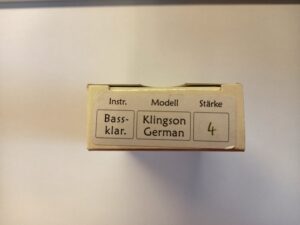 Instr. Modell Stärke
Bass- Klingson 4
klar. German